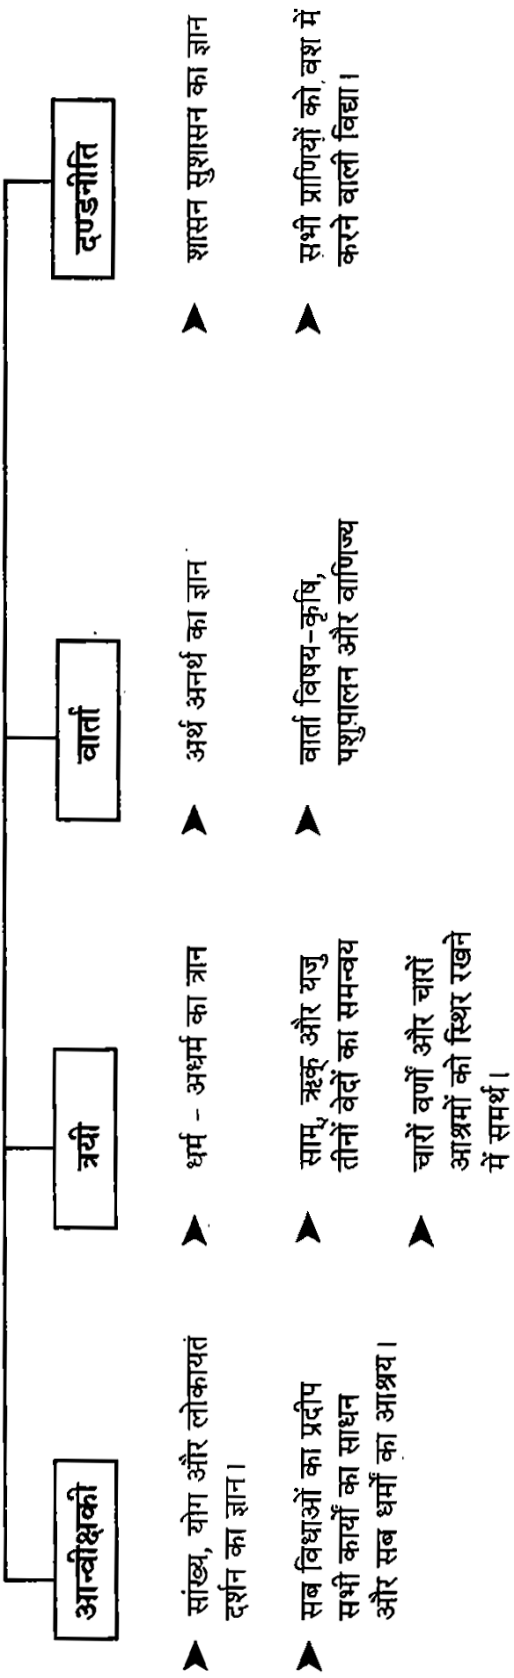 आन्वीक्षकी
सांख्य, योग और लोकायत
दर्शन का ज्ञान।
सब विधाओं का प्रदीप
सभी कार्यों का साधन
और सब धर्मों का आश्रय।
त्रयी
धर्म - अधर्म का त्रान
साम्, ऋक् और यजु
तीनों वेदों का समन्वय
चारों वर्णों और चारों
आश्रमों को स्थिर रखने
में समर्थ।
वार्ता
अर्थ अनर्थ का ज्ञान
वार्ता विषय-कृषि,
पशुपालन और वाणिज्य
दण्डनीति
शासन सुशासन का ज्ञान
सभी प्राणियों को वश में
करने वाली विद्या।